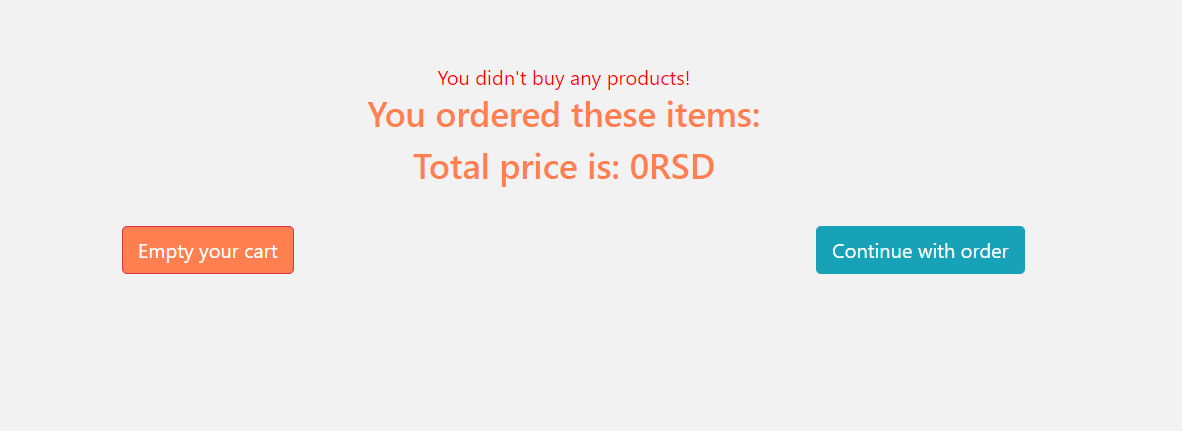 You didn't buy any products!
You ordered these items:
Total price is: 0RSD
Empty your cart
Continue with order